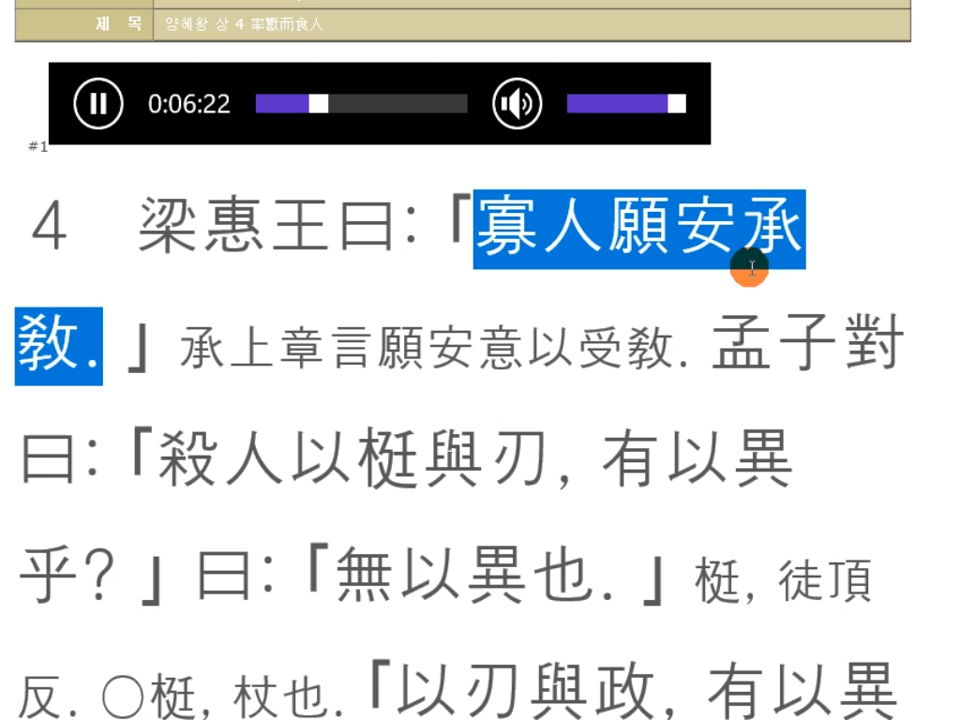 제 목 양혜왕 상 4 率獸而食人
0:06:22
#1
4 梁惠王曰:「寡人願安承
敎.」承上章言願安意以受敎. 孟子對
曰:「殺人以梃與刃, 有以異
乎?」曰:「無以異也.」梃, 徒頂
反. ○梃, 杖也.「以刃與政, 有以異